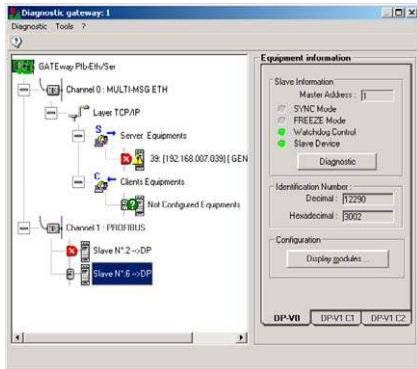 Diagnostic gateway: 1
Diagnostic Tools ?
GATEway Pfb-Eth/Ser
Channel 0 : MULTI-MSG ETH
Layer TCP/IP
S
Server Equipments
39: [192.168.007.039] [ GEN
C
Clients Equipments
Not Configured Equipments
Channel 1 : PROFIBUS
Slave N°:2 -->DP
Slave N°:6 -->DP
Equipment information
Slave Information
Master Address : 1
SYNC Mode
FREEZE Mode
Watchdog Control
Slave Device
Diagnostic
Identification Number :
Decimal : 12290
Hexadecimal : 3002
Configuration
Display modules ...
DP-V0 DP-V1 C1 DP-V1 C2